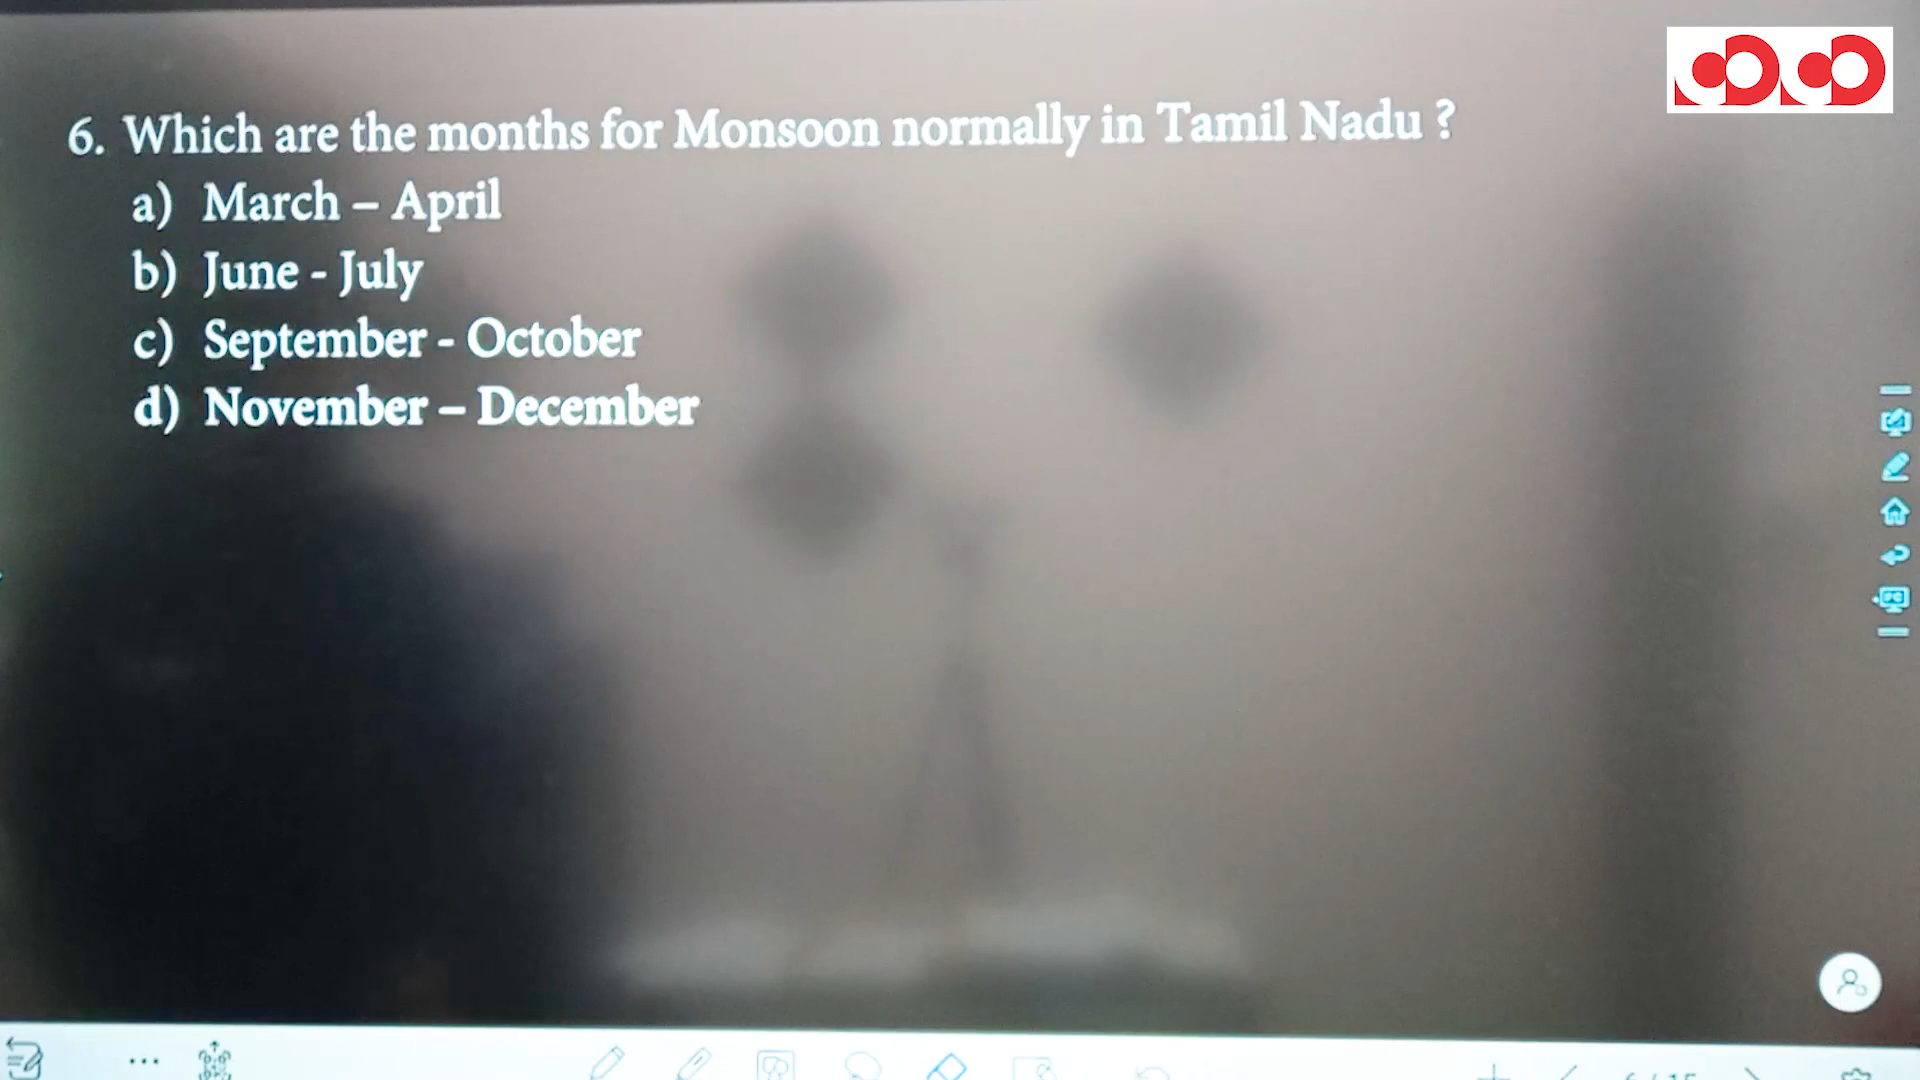 6. Which are the months for Monsoon normally in Tamil Nadu ?
a) March – April
b) June - July
c) September - October
d) November – December